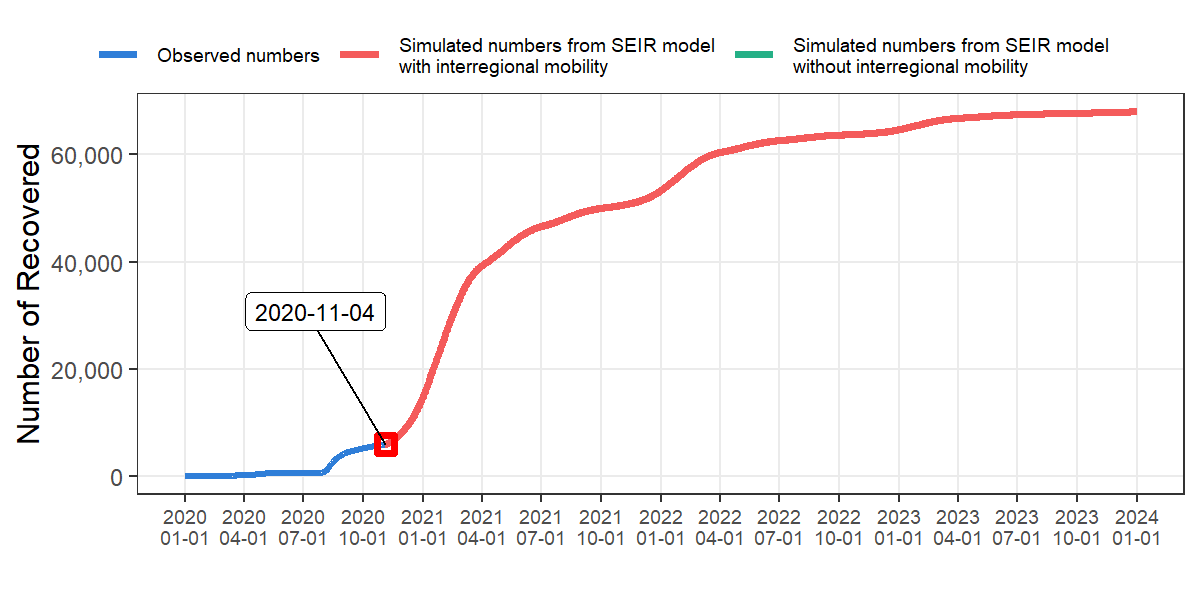 Observed numbers
Simulated numbers from SEIR model
with interregional mobility
Simulated numbers from SEIR model
without interregional mobility
Number of Recovered
60,000
40,000
20,000
0
2020-11-04
2020 2020 2020 2020 2021 2021 2021 2021 2022 2022 2022 2022 2023 2023 2023 2023 2024
01-01 04-01 07-01 10-01 01-01 04-01 07-01 10-01 01-01 04-01 07-01 10-01 01-01 04-01 07-01 10-01 01-01